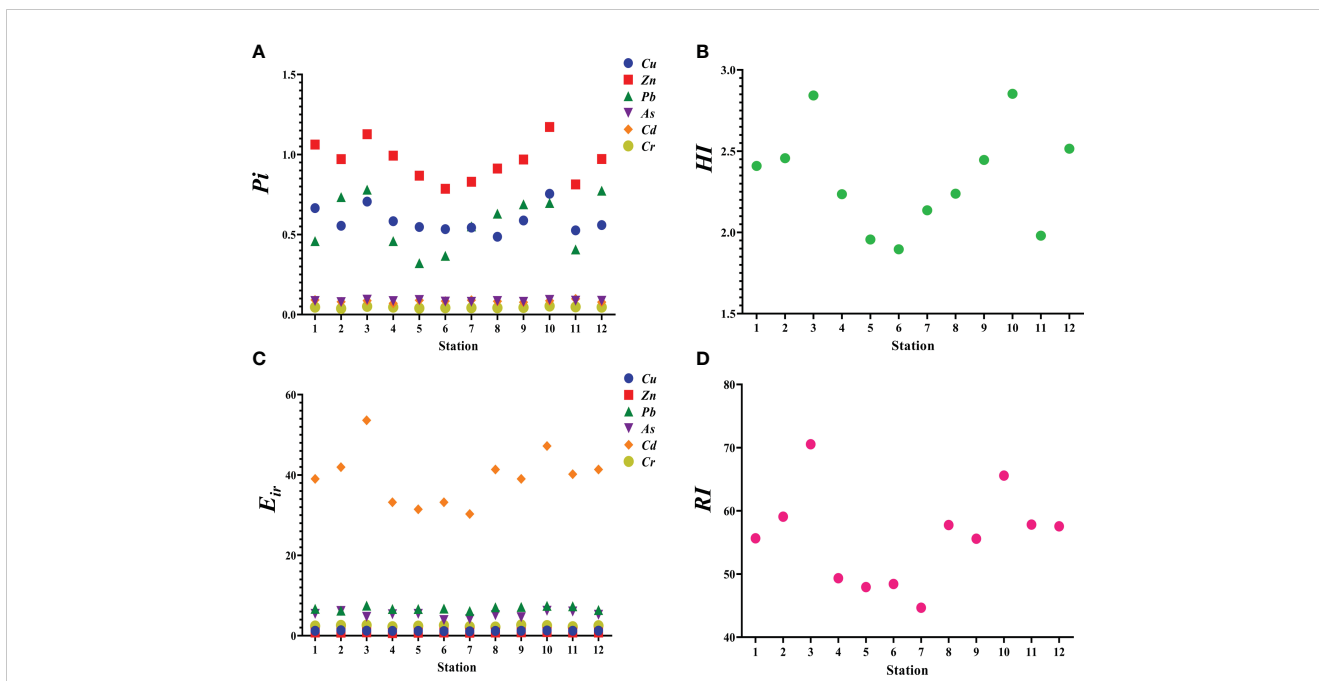 A
Cu
Zn
Pb
As
Cd
Cr
Pi
1.5
1.0
0.5
0.0
1 2 3 4 5 6 7 8 9 10 11 12
Station
B
HI
3.0
2.5
2.0
1.5
1 2 3 4 5 6 7 8 9 10 11 12
Station
C
Cu
Zn
Pb
As
Cd
Cr
E_ir
60
40
20
0
1 2 3 4 5 6 7 8 9 10 11 12
Station
D
RI
80
70
60
50
40
1 2 3 4 5 6 7 8 9 10 11 12
Station